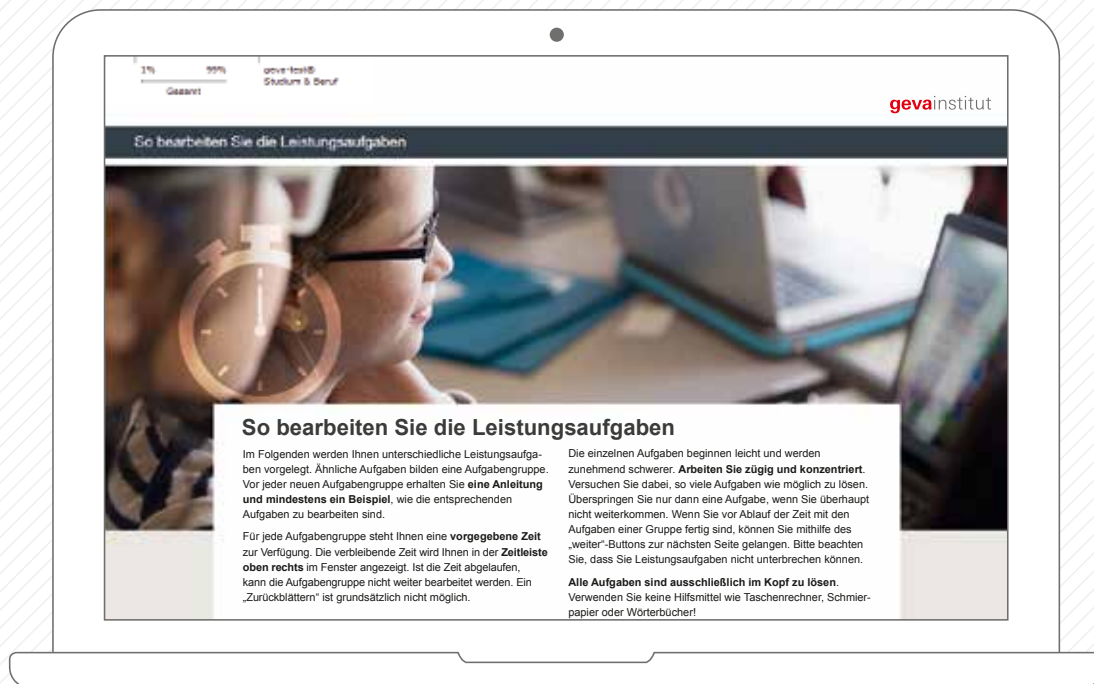 1% 99%
Gesamt
geva-test®
Studium & Beruf
gevainstitut
So bearbeiten Sie die Leistungsaufgaben
So bearbeiten Sie die Leistungsaufgaben
Im Folgenden werden Ihnen unterschiedliche Leistungsaufga-
ben vorgelegt. Ähnliche Aufgaben bilden eine Aufgabengruppe.
Vor jeder neuen Aufgabengruppe erhalten Sie eine Anleitung
und mindestens ein Beispiel, wie die entsprechenden
Aufgaben zu bearbeiten sind.
Für jede Aufgabengruppe steht Ihnen eine vorgegebene Zeit
zur Verfügung. Die verbleibende Zeit wird Ihnen in der Zeitleiste
oben rechts im Fenster angezeigt. Ist die Zeit abgelaufen,
kann die Aufgabengruppe nicht weiter bearbeitet werden. Ein
„Zurückblättern“ ist grundsätzlich nicht möglich.
Die einzelnen Aufgaben beginnen leicht und werden
zunehmend schwerer. Arbeiten Sie zügig und konzentriert.
Versuchen Sie dabei, so viele Aufgaben wie möglich zu lösen.
Überspringen Sie nur dann eine Aufgabe, wenn Sie überhaupt
nicht weiterkommen. Wenn Sie vor Ablauf der Zeit mit den
Aufgaben einer Gruppe fertig sind, können Sie mithilfe des
„weiter“-Buttons zur nächsten Seite gelangen. Bitte beachten
Sie, dass Sie Leistungsaufgaben nicht unterbrechen können.
Alle Aufgaben sind ausschließlich im Kopf zu lösen.
Verwenden Sie keine Hilfsmittel wie Taschenrechner, Schmier-
papier oder Wörterbücher!